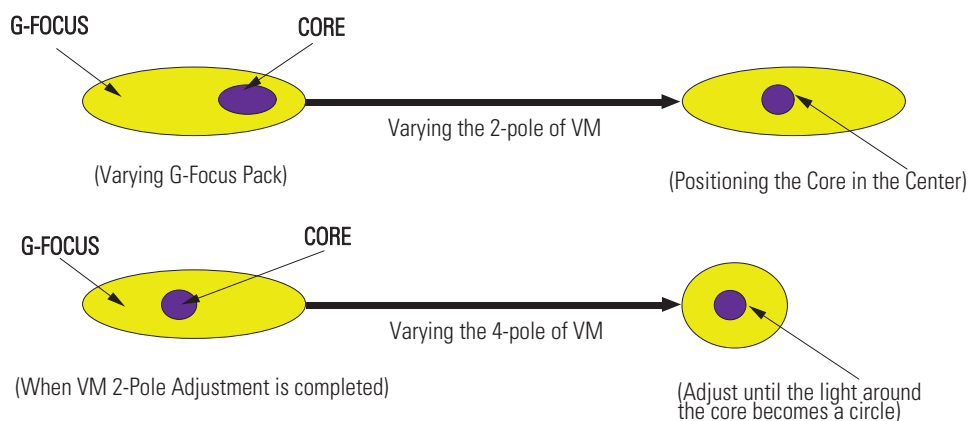 G-FOCUS
CORE
Varying the 2-pole of VM
(Varying G-Focus Pack)
(Positioning the Core in the Center)
G-FOCUS
CORE
Varying the 4-pole of VM
(When VM 2-Pole Adjustment is completed)
(Adjust until the light around
the core becomes a circle)